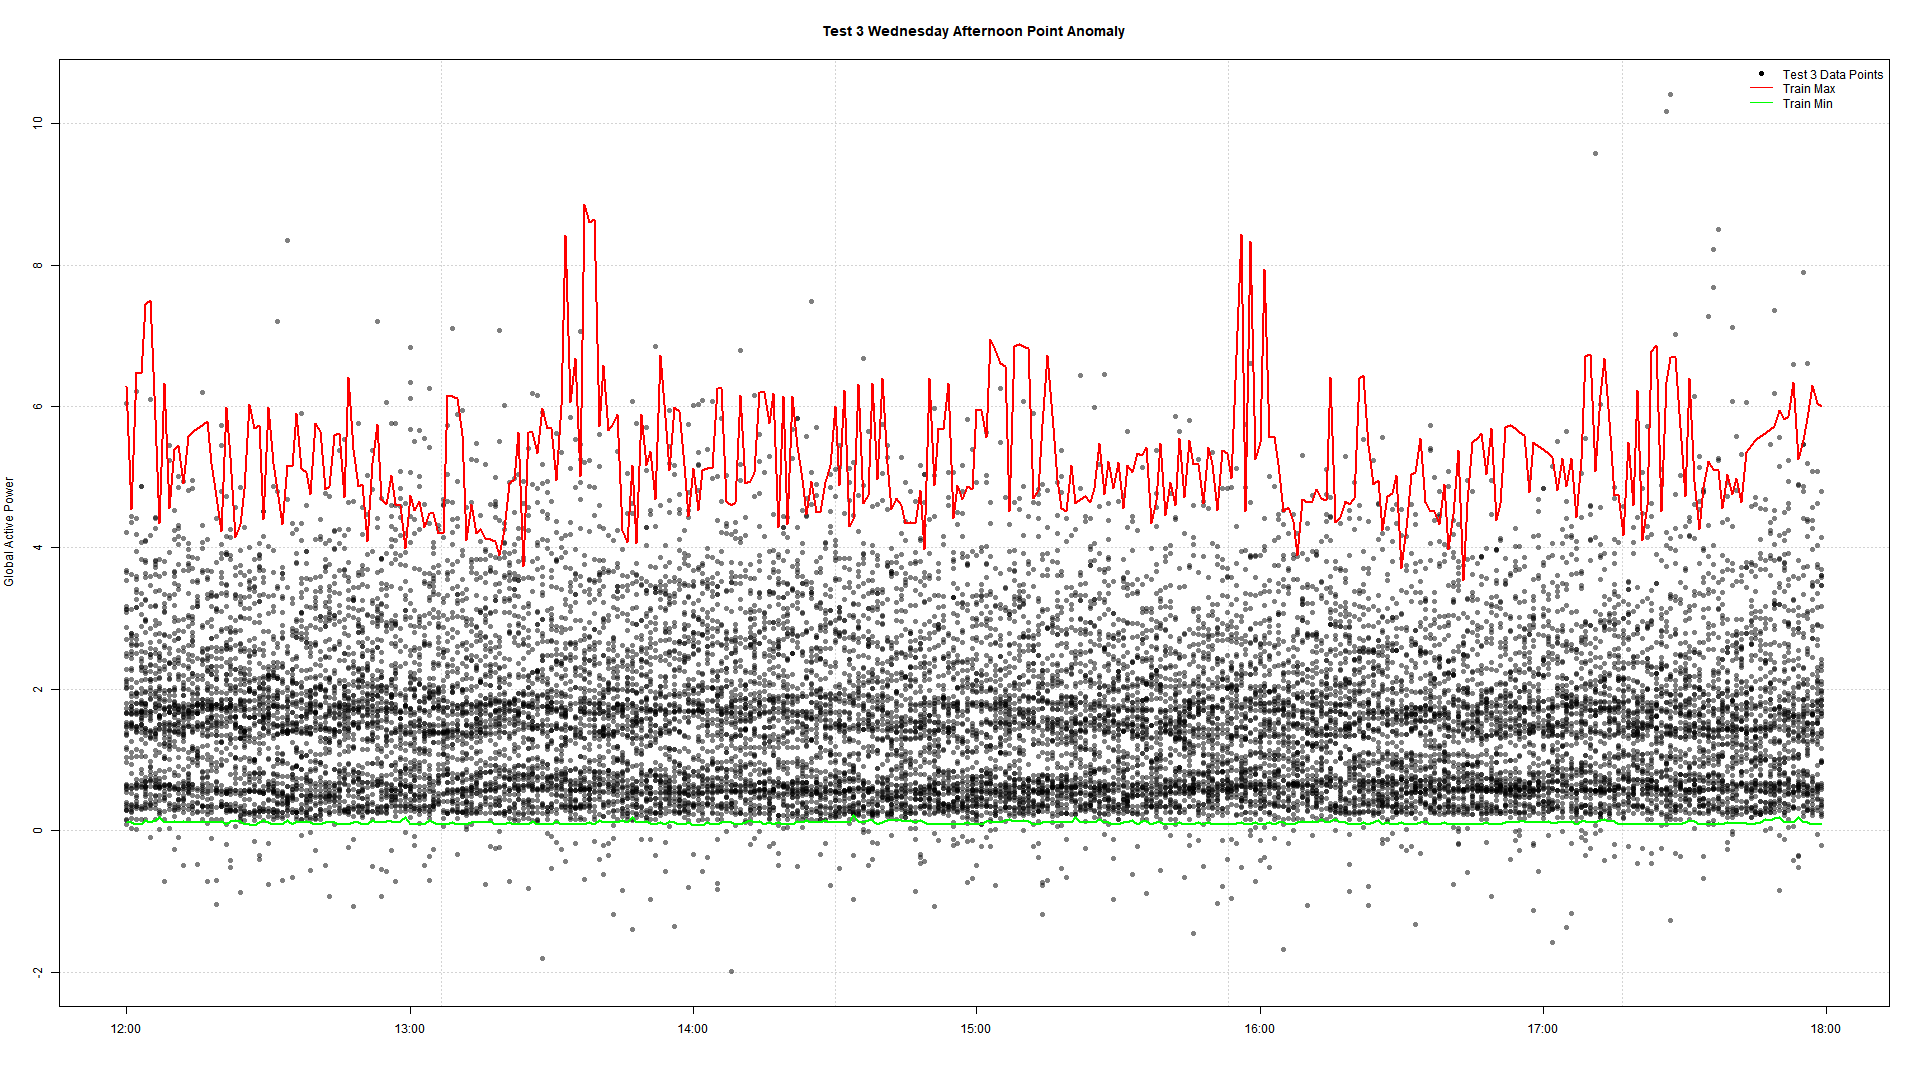 Test 3 Wednesday Afternoon Point Anomaly
Test 3 Data Points
Train Max
Train Min
Global Active Power
10
8
6
4
2
0
-2
12:00
13:00
14:00
15:00
16:00
17:00
18:00